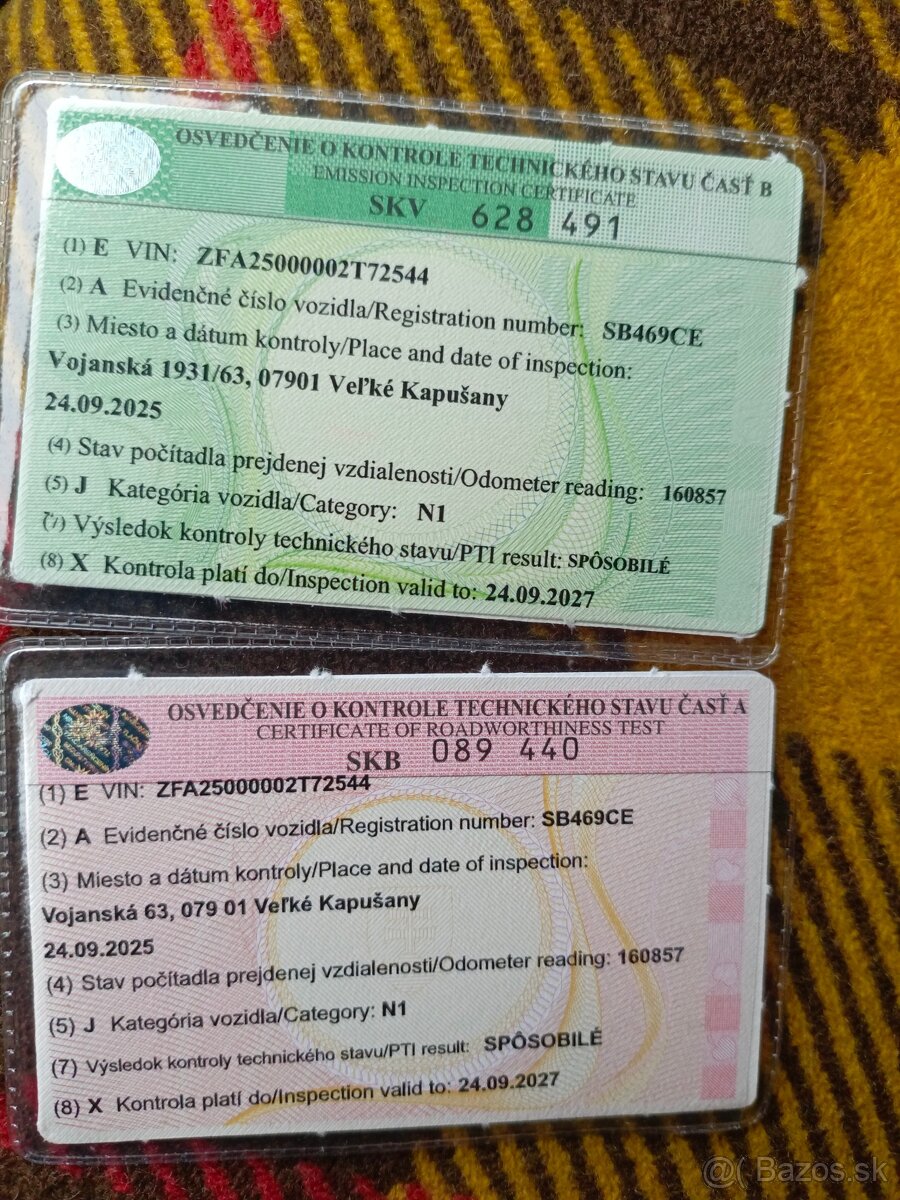 OSVEDČENIE O KONTROLE TECHNICKÉHO STAVU ČASŤ B
EMISSION INSPECTION CERTIFICATE
SKV 628 491
(1) E VIN: ZFA25000002T72544
(2) A Evidenčné číslo vozidla/Registration number: SB469CE
(3) Miesto a dátum kontroly/Place and date of inspection:
Vojanská 1931/63, 07901 Veľké Kapušany
24.09.2025
(4) Stav počítadla prejdenej vzdialenosti/Odometer reading: 160857
(5) J Kategória vozidla/Category: N1
(7) Výsledok kontroly technického stavu/PTI result: SPÔSOBILÉ
(8) X Kontrola platí do/Inspection valid to: 24.09.2027
OSVEDČENIE O KONTROLE TECHNICKÉHO STAVU ČASŤ A
CERTIFICATE OF ROADWORTHINESS TEST
SKB 089 440
(1) E VIN: ZFA25000002T72544
(2) A Evidenčné číslo vozidla/Registration number: SB469CE
(3) Miesto a dátum kontroly/Place and date of inspection:
Vojanská 63, 079 01 Veľké Kapušany
24.09.2025
(4) Stav počítadla prejdenej vzdialenosti/Odometer reading: 160857
(5) J Kategória vozidla/Category: N1
(7) Výsledok kontroly technického stavu/PTI result: SPÔSOBILÉ
(8) X Kontrola platí do/Inspection valid to: 24.09.2027
@( Bazos.sk